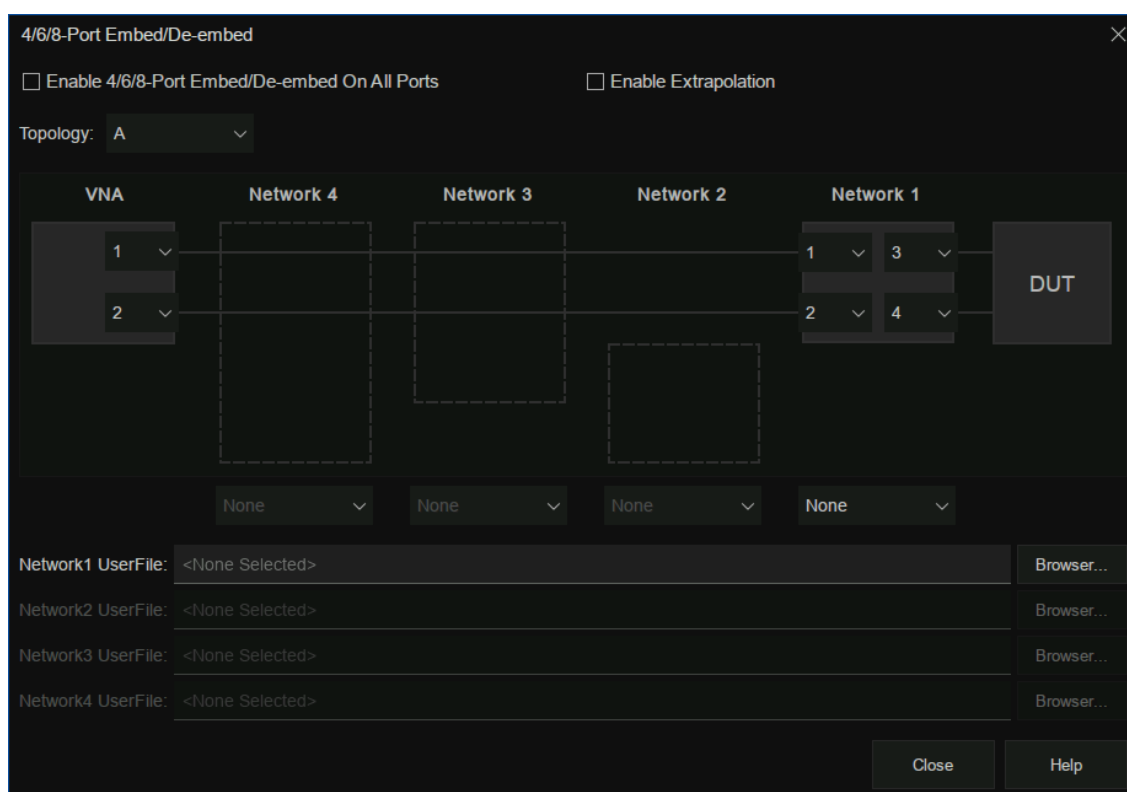 4/6/8-Port Embed/De-embed
Enable 4/6/8-Port Embed/De-embed On All Ports Enable Extrapolation
Topology: A
VNA Network 4 Network 3 Network 2 Network 1
1 1 3
DUT
2 2 4
None None None None
Network1 UserFile: <None Selected> Browser...
Network2 UserFile: <None Selected> Browser...
Network3 UserFile: <None Selected> Browser...
Network4 UserFile: <None Selected> Browser...
Close Help